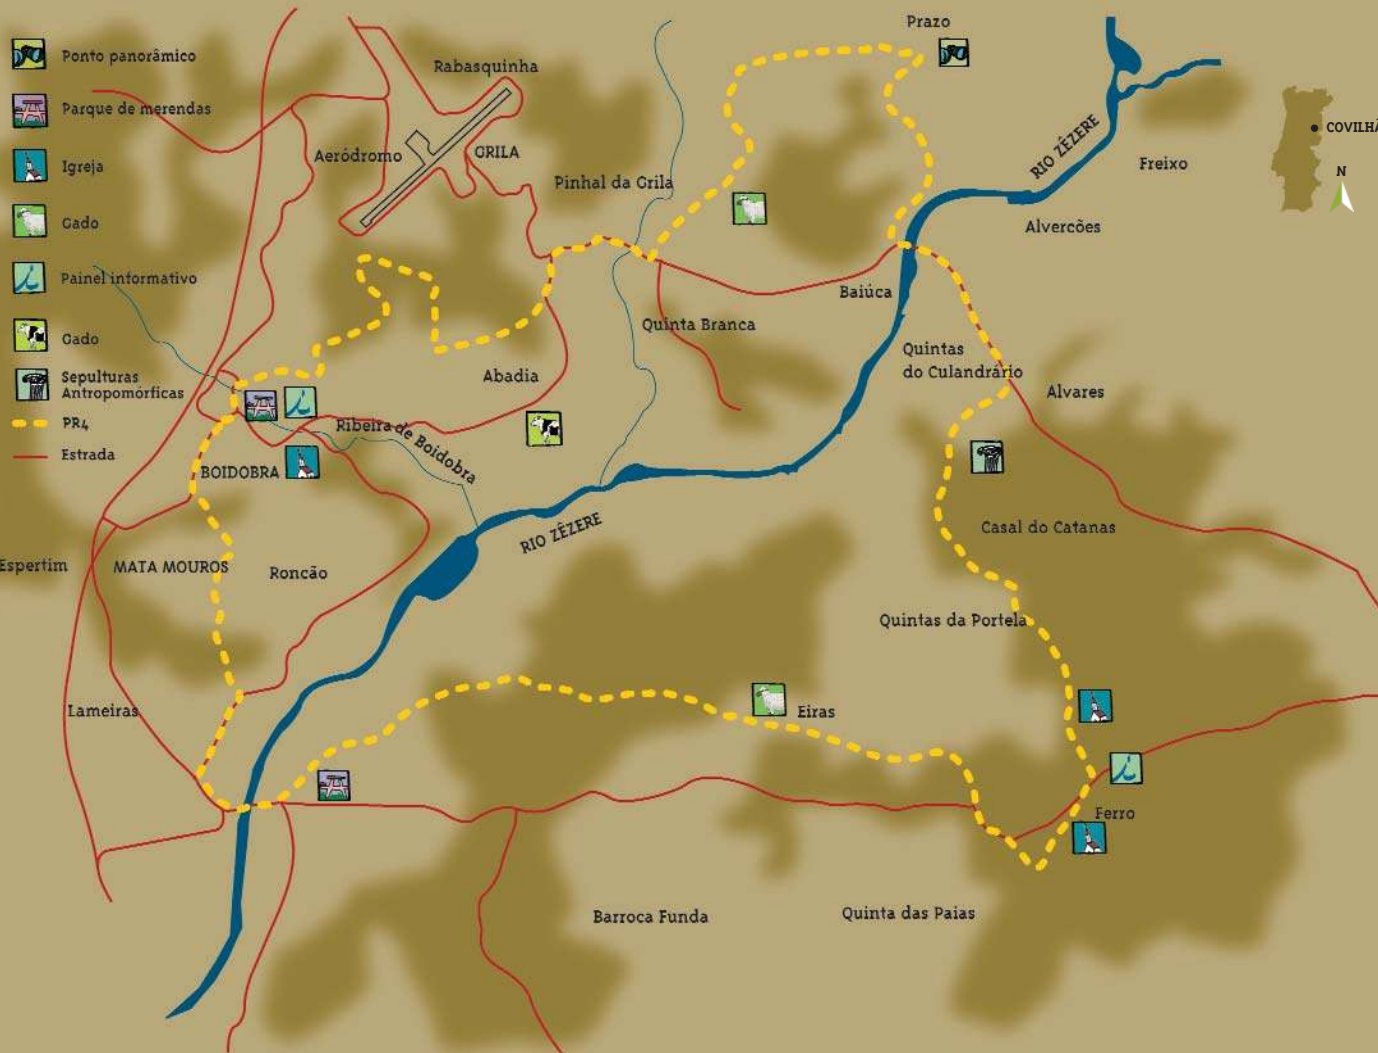 Ponto panorâmico
Parque de merendas
Igreja
Gado
Painel informativo
Gado
Sepulturas
Antropomórficas
PR4
Estrada
Prazo
Rabasquinha
Aeródromo
GRILA
Pinhal da Grila
RIO ZÊZERE
Freixo
Alvercões
COVILHÃ
N
Baiúca
Quinta Branca
Quintas
do Culandrário
Alvares
Abadia
Ribeira de Boidobra
BOIDOBRA
RIO ZÊZERE
Casal do Catanas
Espertim
MATA MOUROS
Roncão
Quintas da Portela
Lameiras
Eiras
Ferro
Barroca Funda
Quinta das Paias